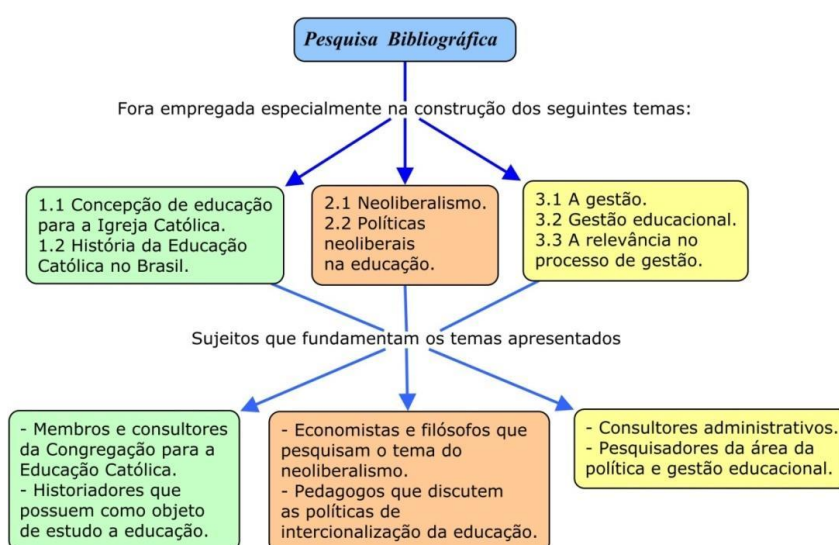 Pesquisa Bibliográfica
Fora empregada especialmente na construção dos seguintes temas:
1.1 Concepção de educação
para a Igreja Católica.
1.2 História da Educação
Católica no Brasil.
2.1 Neoliberalismo.
2.2 Políticas
neoliberais
na educação.
3.1 A gestão.
3.2 Gestão educacional.
3.3 A relevância no
processo de gestão.
Sujeitos que fundamentam os temas apresentados
- Membros e consultores
da Congregação para a
Educação Católica.
- Historiadores que
possuem como objeto
de estudo a educação.
- Economistas e filósofos que
pesquisam o tema do
neoliberalismo.
- Pedagogos que discutem
as políticas de
intercionalização da educação.
- Consultores administrativos.
- Pesquisadores da área da
política e gestão educacional.